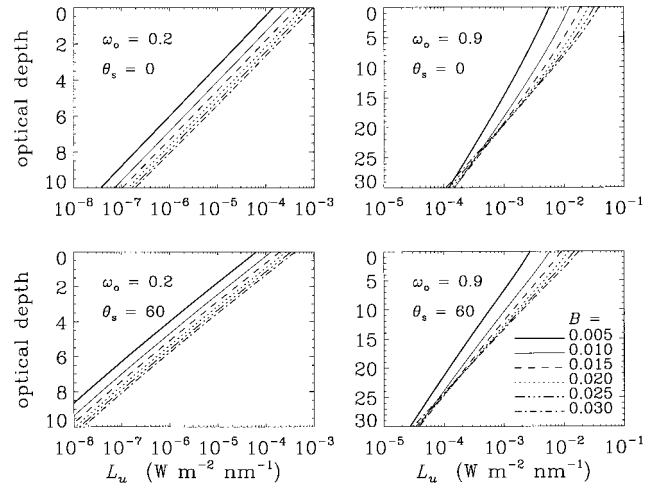 optical depth
0
2
4
6
8
10
ω₀ = 0.2
θₛ = 0
10⁻⁸ 10⁻⁷ 10⁻⁶ 10⁻⁵ 10⁻⁴ 10⁻³
0
5
10
15
20
25
30
ω₀ = 0.9
θₛ = 0
10⁻⁵ 10⁻⁴ 10⁻³ 10⁻² 10⁻¹
optical depth
0
2
4
6
8
10
ω₀ = 0.2
θₛ = 60
10⁻⁸ 10⁻⁷ 10⁻⁶ 10⁻⁵ 10⁻⁴ 10⁻³
Lᵤ (W m⁻² nm⁻¹)
0
5
10
15
20
25
30
ω₀ = 0.9
θₛ = 60
B =
0.005
0.010
0.015
0.020
0.025
0.030
10⁻⁵ 10⁻⁴ 10⁻³ 10⁻² 10⁻¹
Lᵤ (W m⁻² nm⁻¹)